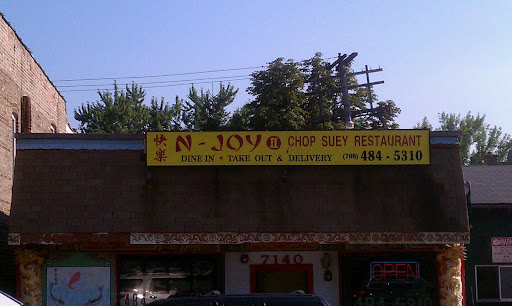 快樂
N-JOY II CHOP SUEY RESTAURANT
DINE IN • TAKE OUT & DELIVERY (708) 484-5310
7140
OPEN